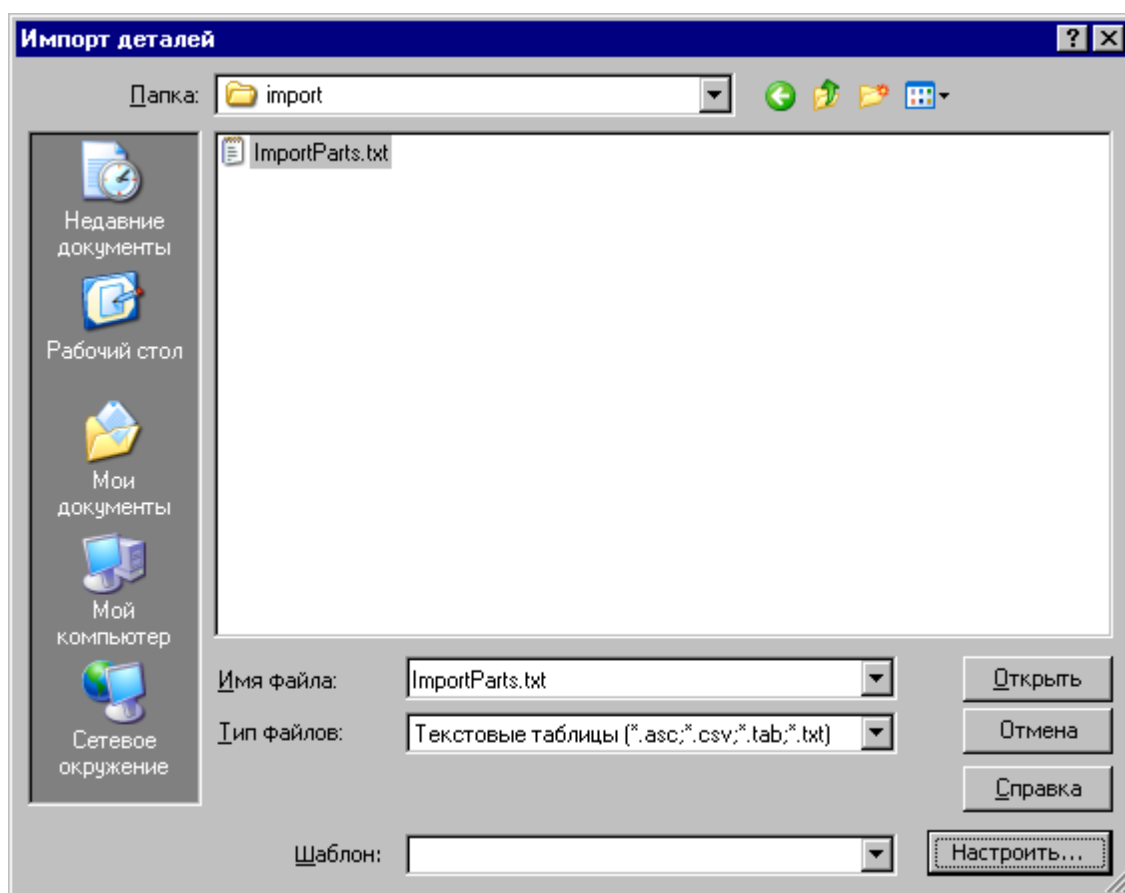 Импорт деталей
Папка:
import
ImportParts.txt
Недавние
документы
Рабочий стол
Мои
документы
Мой
компьютер
Сетевое
окружение
Имя файла:
ImportParts.txt
Открыть
Тип файлов:
Текстовые таблицы (*.asc;*.csv;*.tab;*.txt)
Отмена
Справка
Шаблон:
Настроить...